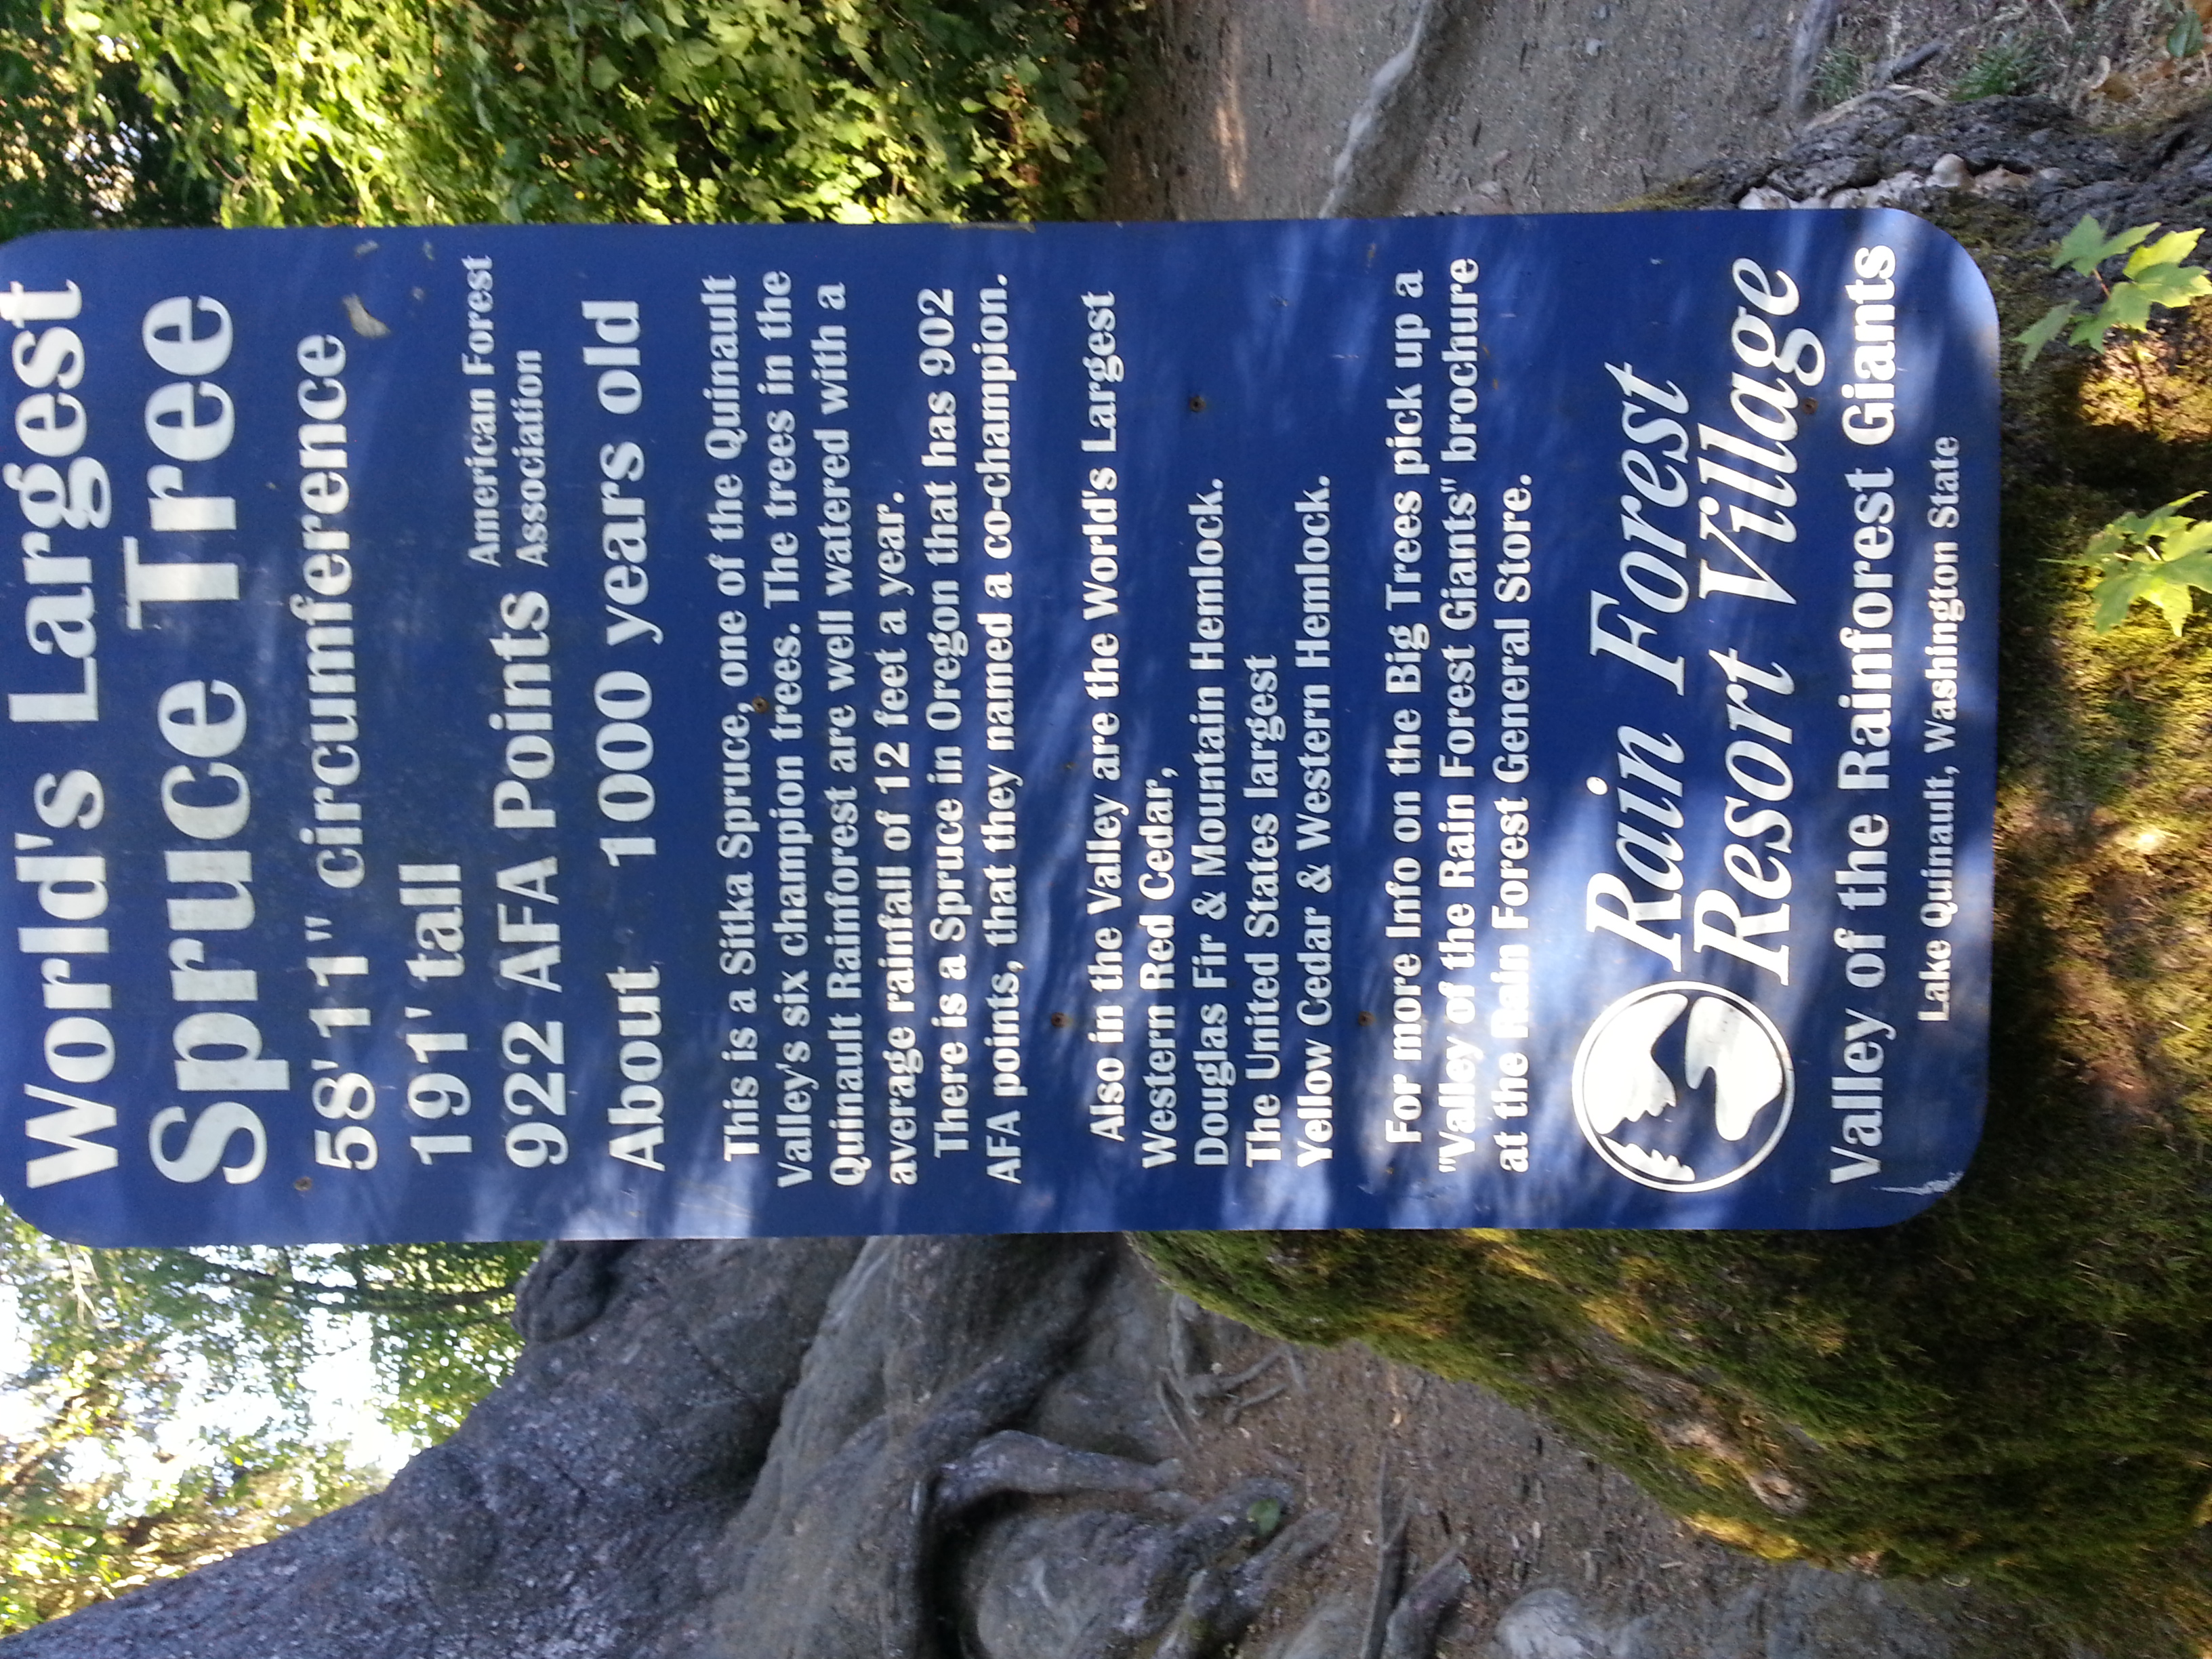 World's Largest
Spruce Tree
58' 11" circumference
191' tall
922 AFA Points American Forest Association
About 1000 years old
This is a Sitka Spruce, one of the Quinault
Valley's six champion trees. The trees in the
Quinault Rainforest are well watered with a
average rainfall of 12 feet a year.
There is a Spruce in Oregon that has 902
AFA points, that they named a co-champion.
Also in the Valley are the World's Largest
Western Red Cedar,
Douglas Fir & Mountain Hemlock.
The United States largest
Yellow Cedar & Western Hemlock.
For more Info on the Big Trees pick up a
"Valley of the Rain Forest Giants" brochure
at the Rain Forest General Store.
Rain Forest
Resort Village
Valley of the Rainforest Giants
Lake Quinault, Washington State